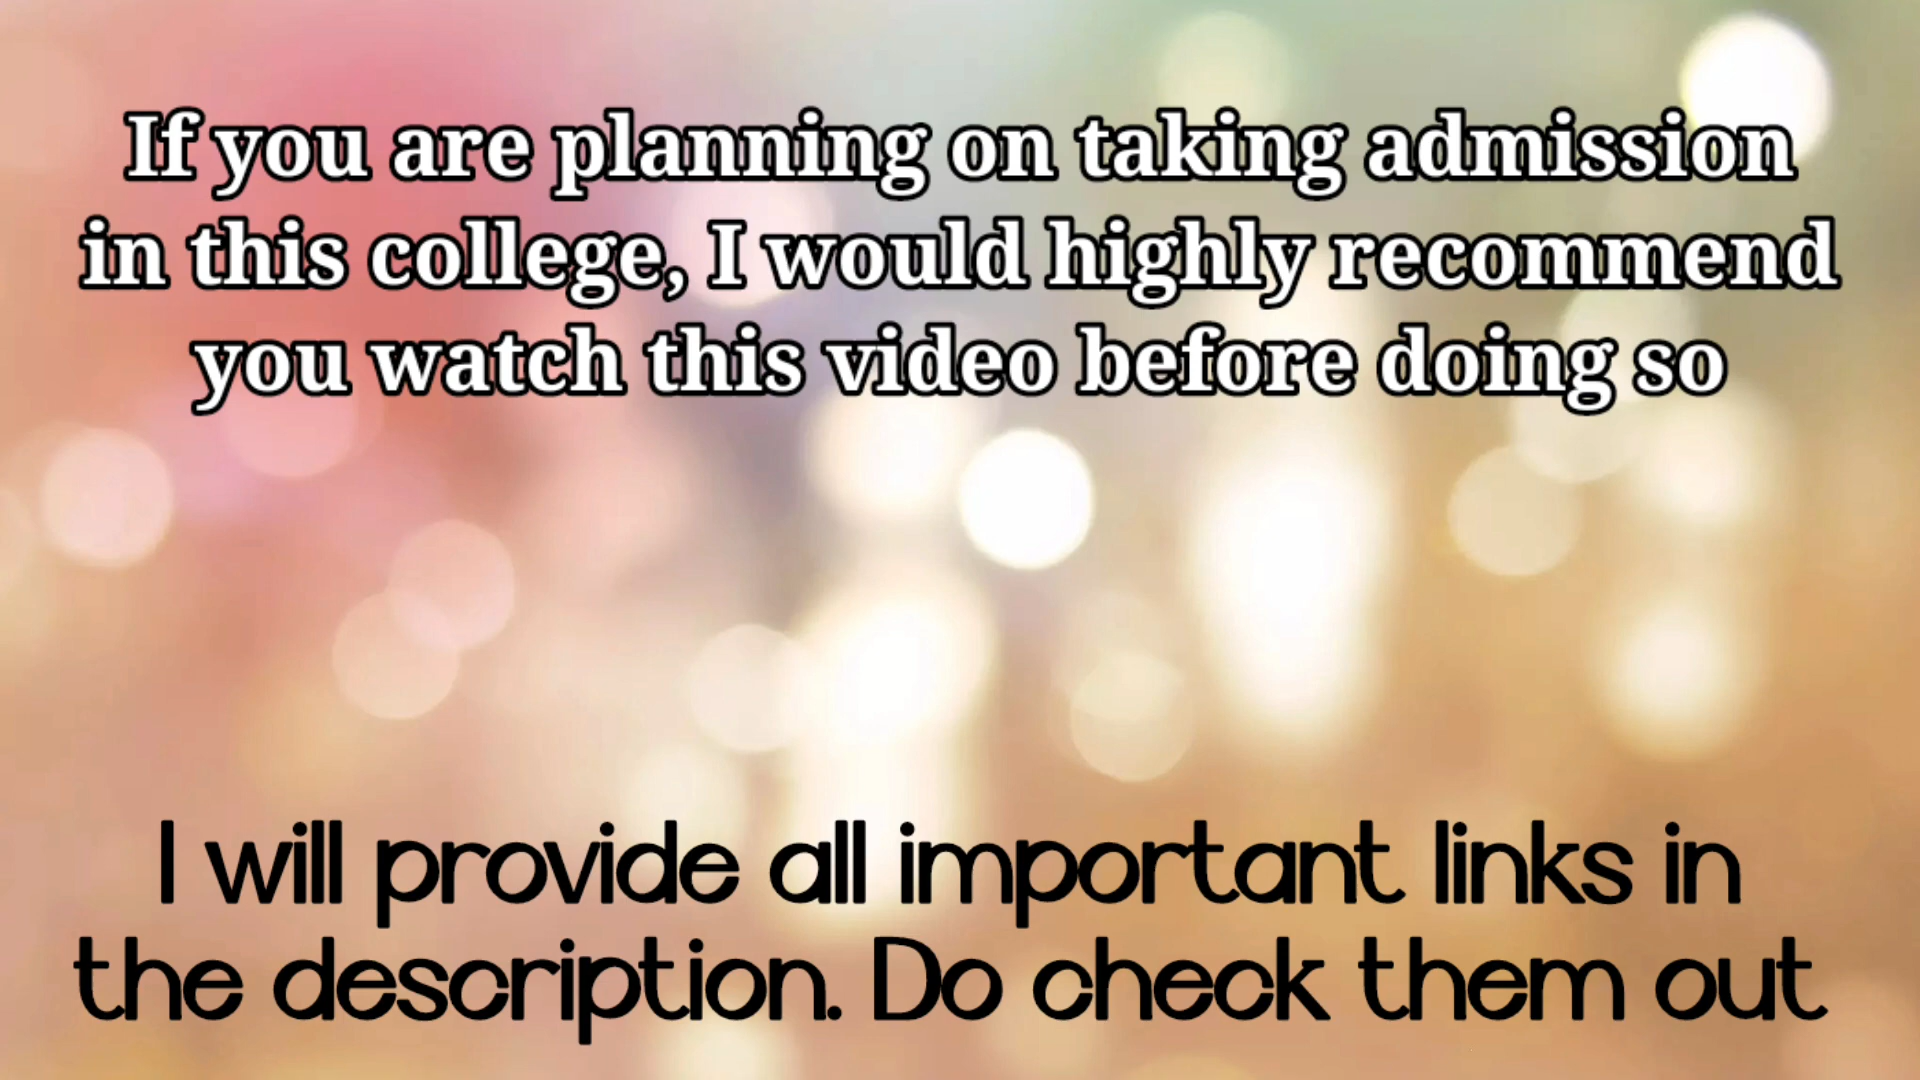 If you are planning on taking admission
in this college, I would highly recommend
you watch this video before doing so
I will provide all important links in
the description. Do check them out